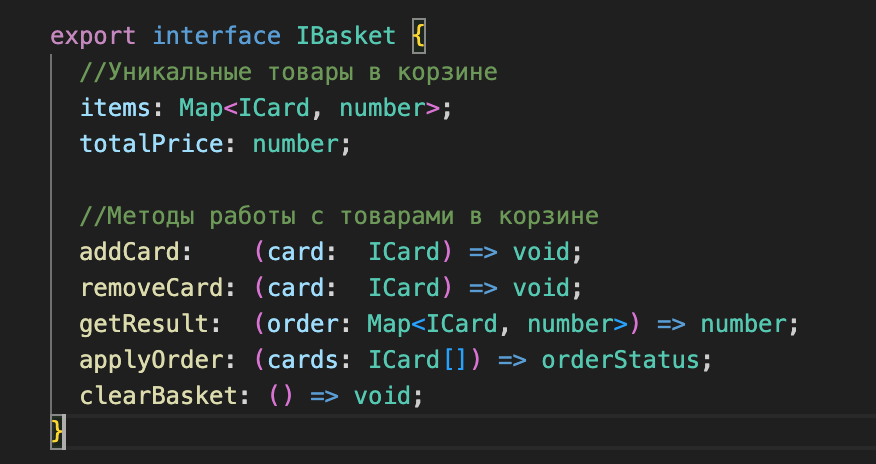 export interface IBasket {
//Уникальные товары в корзине
items: Map<ICard, number>;
totalPrice: number;
//Методы работы с товарами в корзине
addCard:    (card:  ICard) => void;
removeCard: (card:  ICard) => void;
getResult:  (order: Map<ICard, number>) => number;
applyOrder: (cards: ICard[]) => orderStatus;
clearBasket: () => void;
}